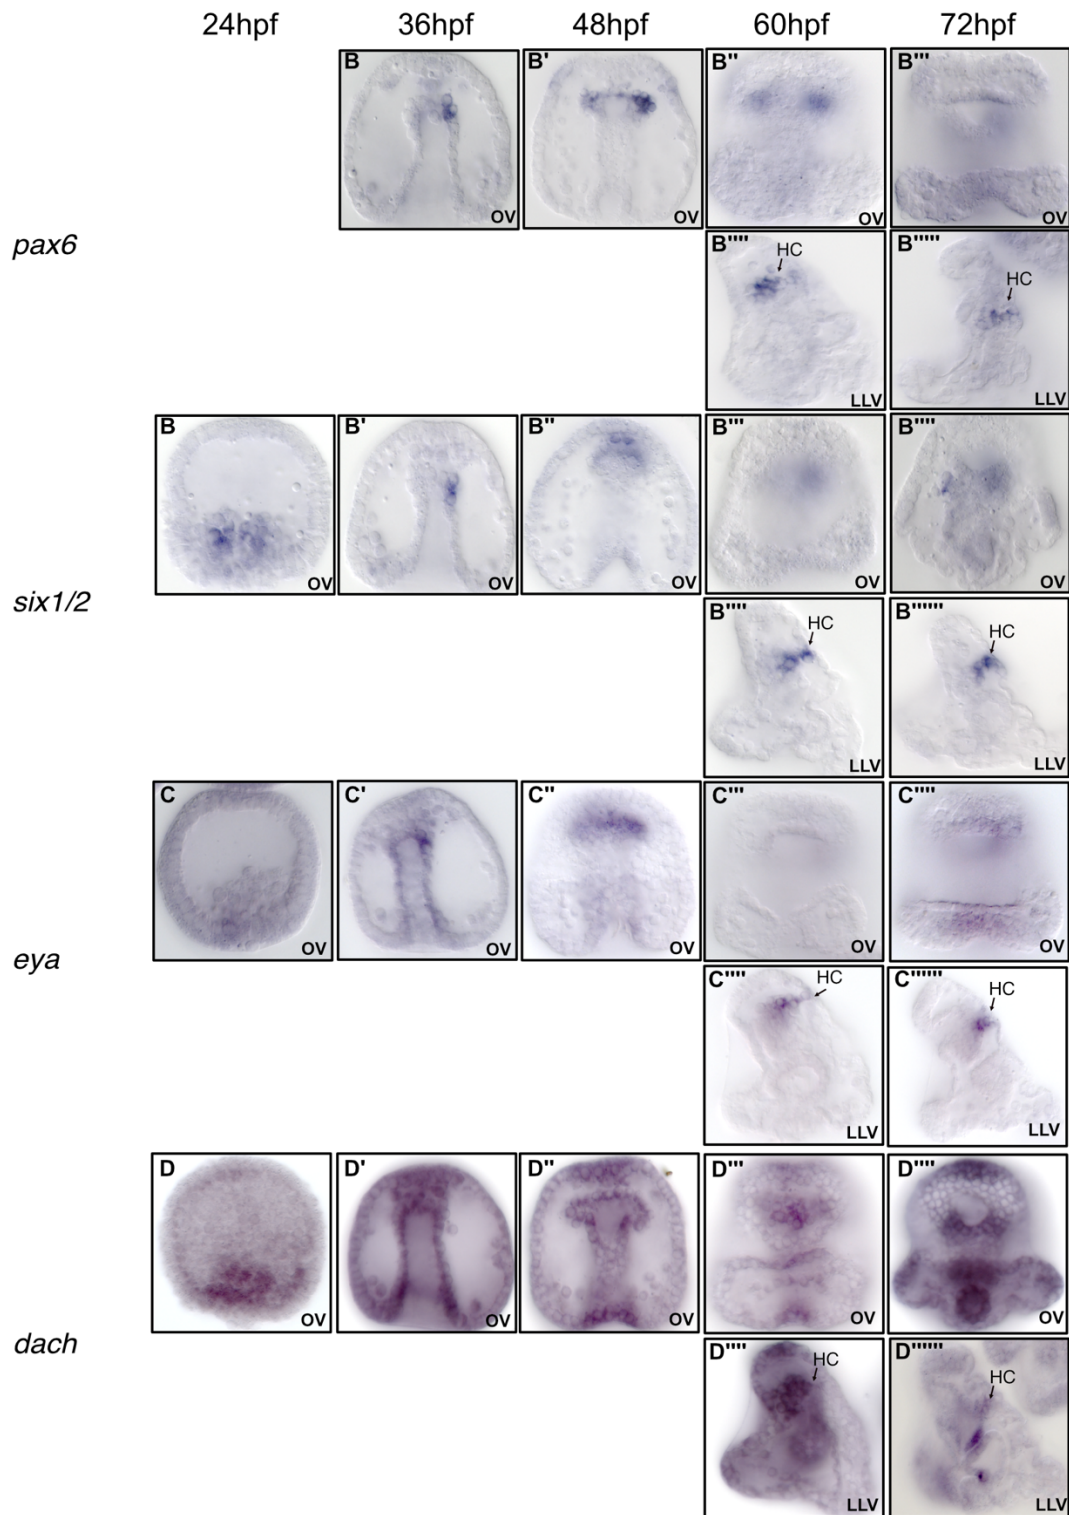 24hpf 36hpf 48hpf 60hpf 72hpf
B B' B'' B'''
OV OV OV OV
pax6
B'''' B'''''
HC HC
LLV LLV
B B' B'' B''' B''''
OV OV OV OV OV
six1/2
B'''' B''''''
HC HC
LLV LLV
C C' C'' C''' C''''
OV OV OV OV OV
eya
C'''' C''''''
HC HC
LLV LLV
D D' D'' D''' D''''
OV OV OV OV OV
dach
D'''' D''''''
HC HC
LLV LLV